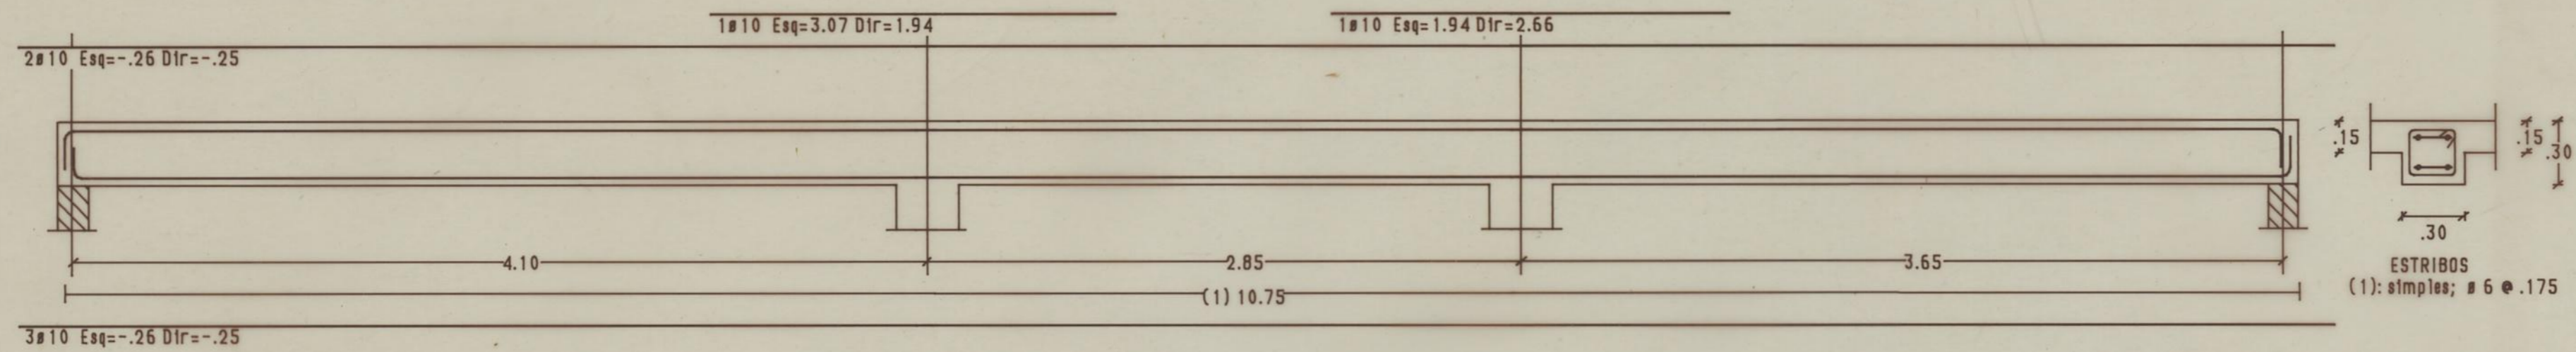 1ø10 Esq=3.07 Dir=1.94
1ø10 Esq=1.94 Dir=2.66
2ø10 Esq=-.26 Dir=-.25
.15
.15
.30
.30
4.10
2.85
3.65
ESTRIBOS
(1): simples; ø 6 @ .175
(1) 10.75
3ø10 Esq=-.26 Dir=-.25